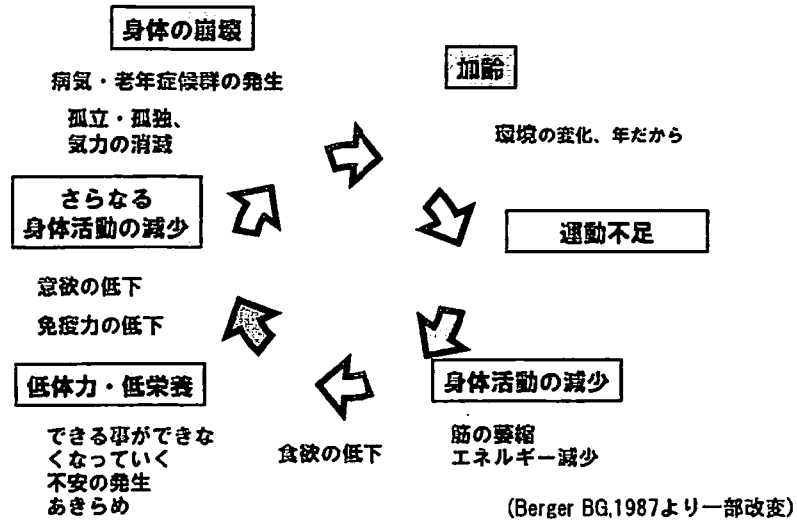 身体の崩壊
病気・老年症候群の発生
孤立・孤独、
気力の消滅
加齢
環境の変化、年だから
さらなる
身体活動の減少
運動不足
意欲の低下
免疫力の低下
低体力・低栄養
身体活動の減少
できる事ができな
くなっていく
不安の発生
あきらめ
食欲の低下
筋の萎縮
エネルギー減少
(Berger BG,1987より一部改変)